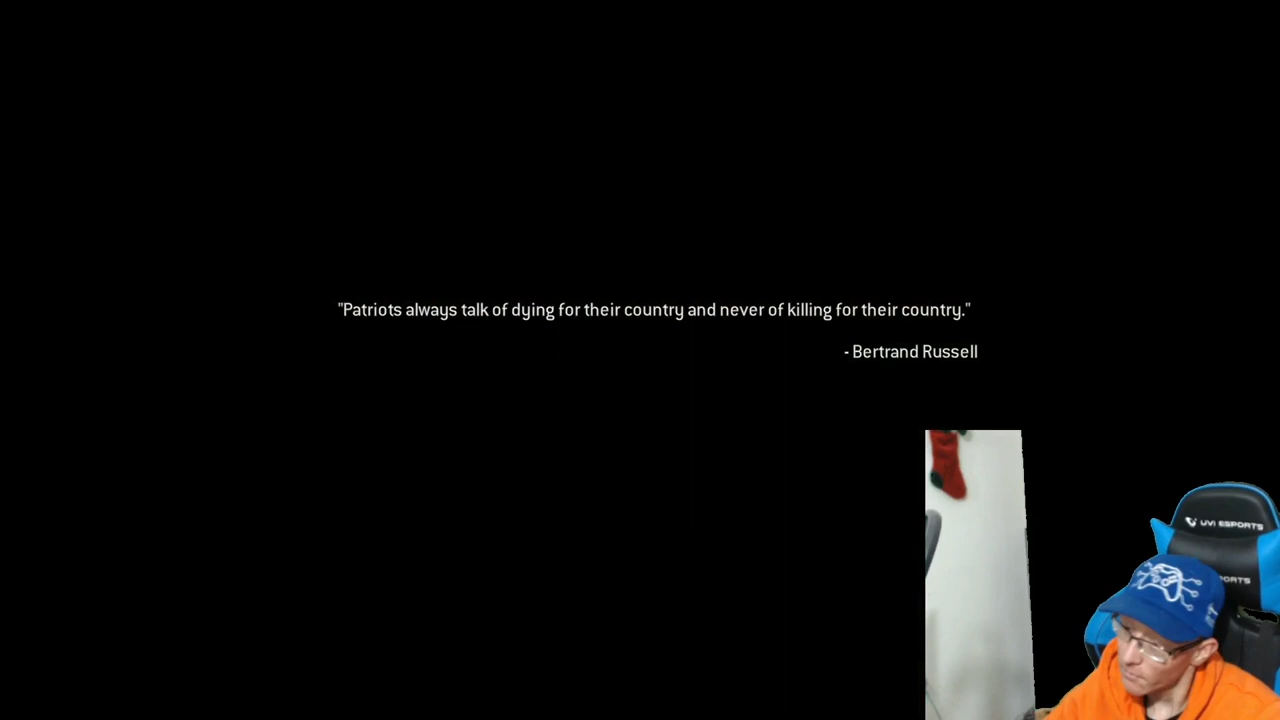 "Patriots always talk of dying for their country and never of killing for their country."
- Bertrand Russell
UVI ESPORTS
PORTS